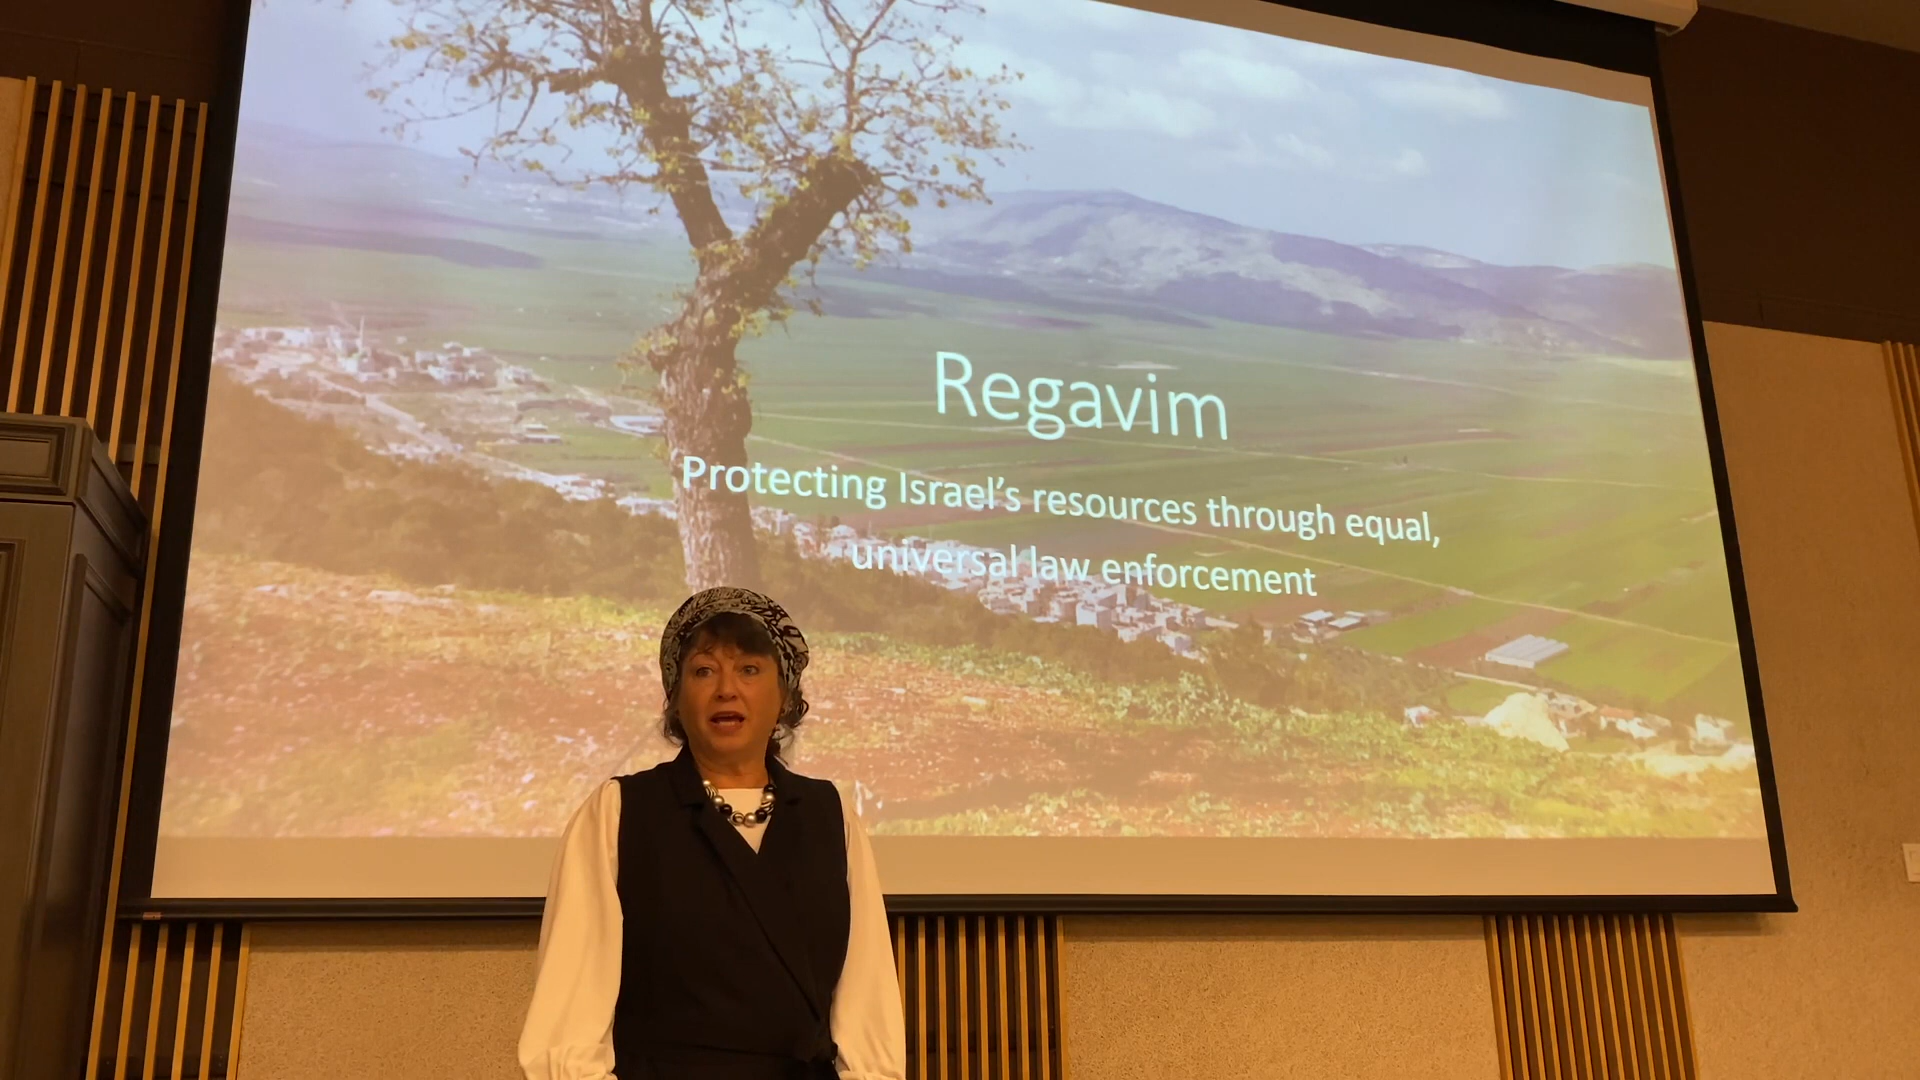 Regavim
Protecting Israel's resources through equal,
universal law enforcement